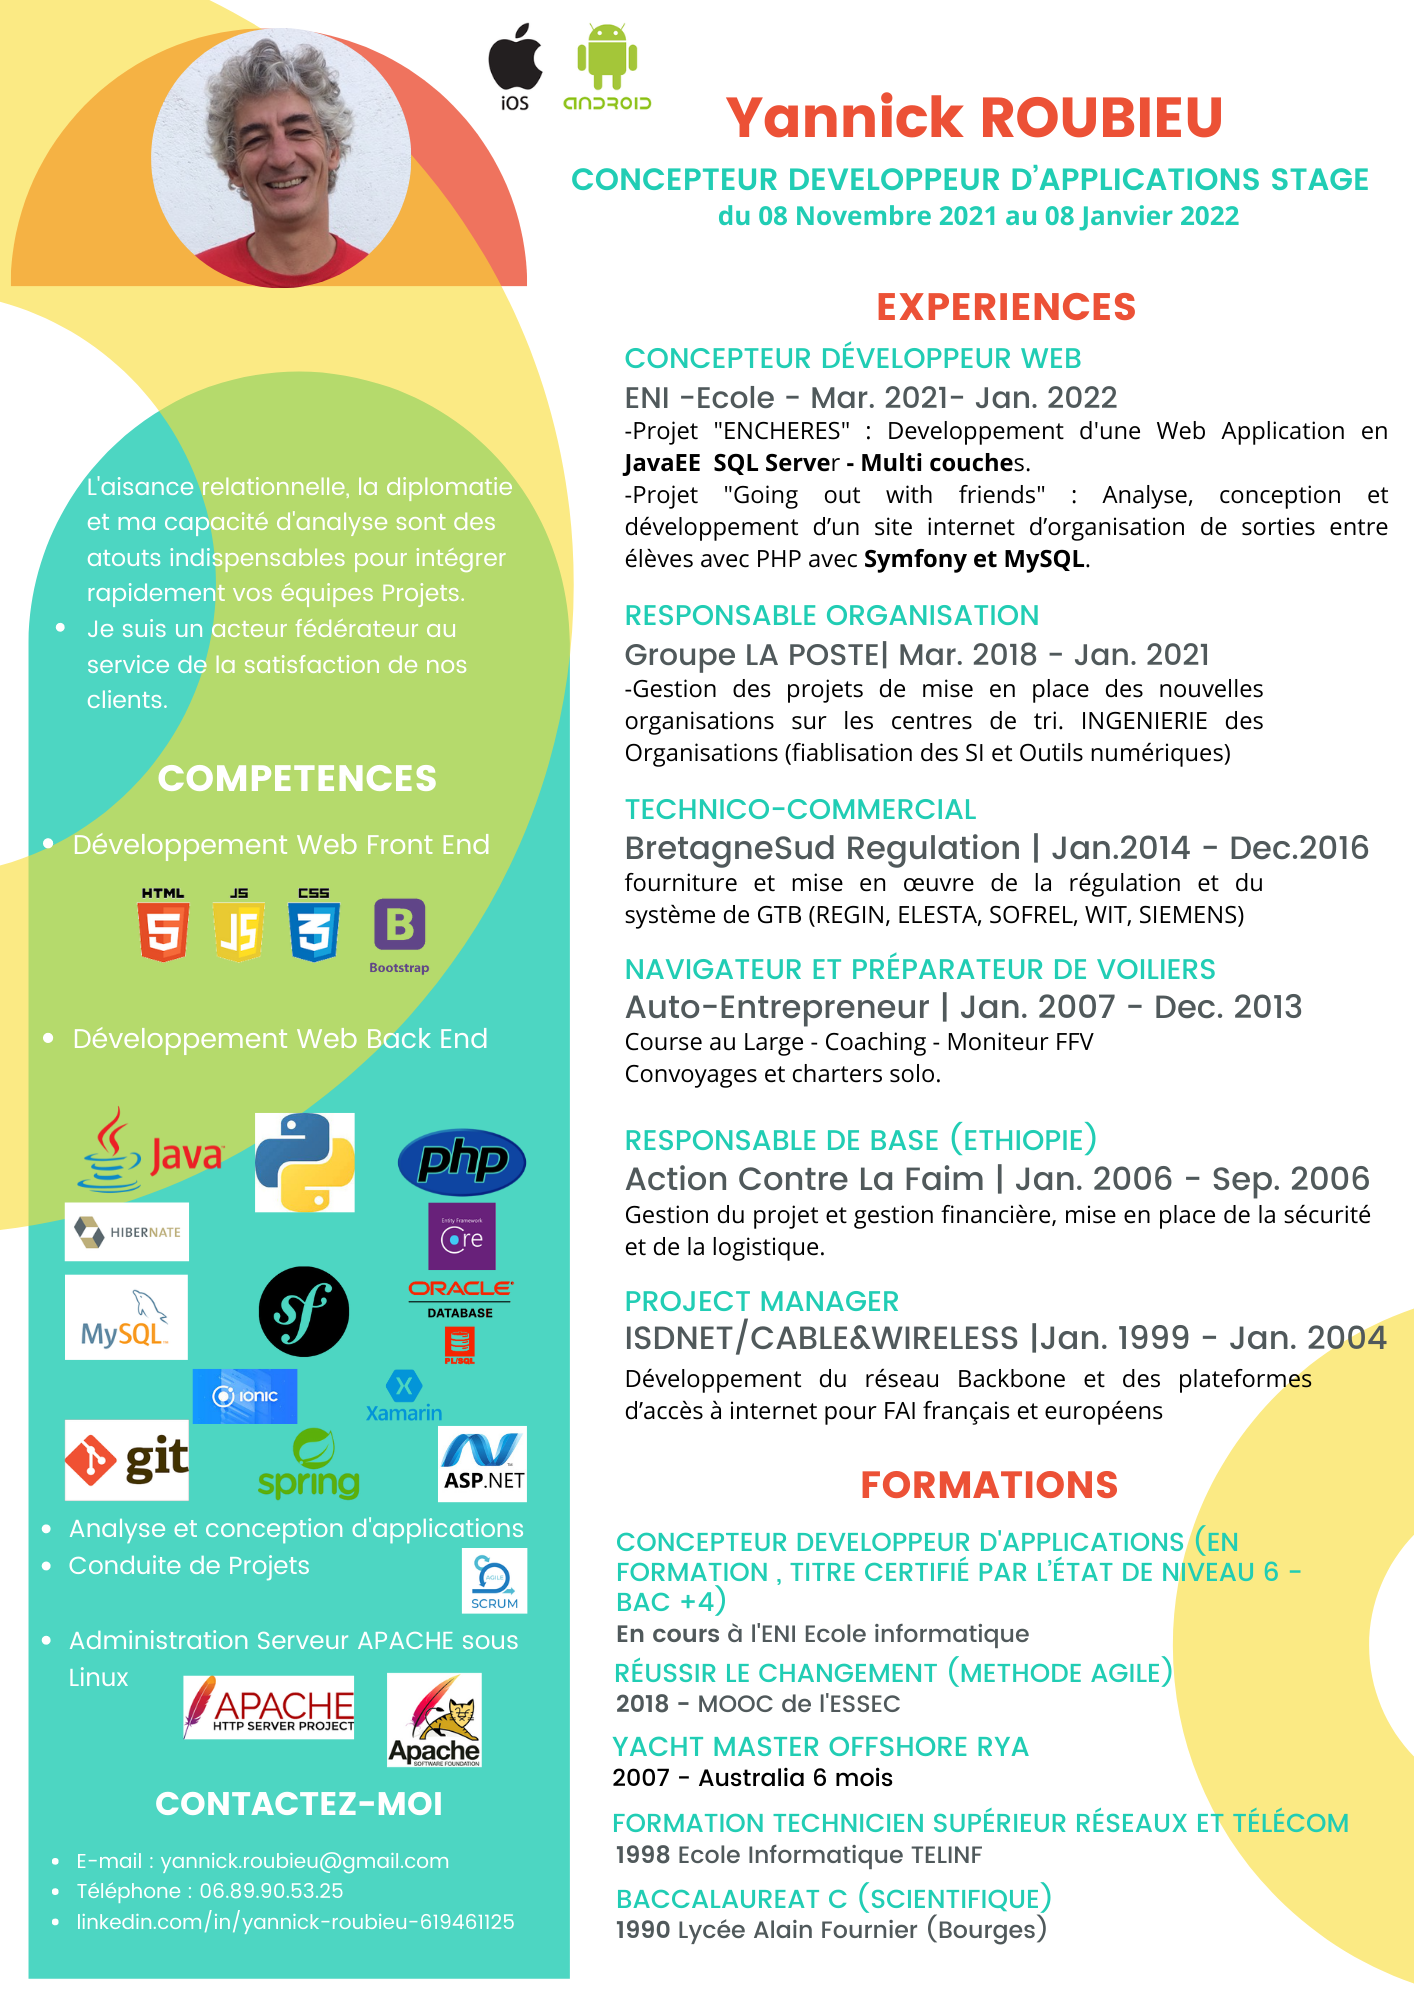 iOS
ANDROID
Yannick ROUBIEU
CONCEPTEUR DEVELOPPEUR D’APPLICATIONS STAGE
du 08 Novembre 2021 au 08 Janvier 2022
L'aisance relationnelle, la diplomatie
et ma capacité d'analyse sont des
atouts indispensables pour intégrer
rapidement vos équipes Projets.
• Je suis un acteur fédérateur au
service de la satisfaction de nos
clients.
COMPETENCES
• Développement Web Front End
HTML JS CSS
5 JS 3 B
Bootstrap
• Développement Web Back End
Java
php
HIBERNATE
Entity Framework
Core
MySQL
sf
ORACLE
DATABASE
PL/SQL
IONIC
Xamarin
git
spring
ASP.NET
• Analyse et conception d'applications
• Conduite de Projets
AGILE
SCRUM
• Administration Serveur APACHE sous
Linux
APACHE
HTTP SERVER PROJECT
Apache
SOFTWARE FOUNDATION
CONTACTEZ-MOI
• E-mail : yannick.roubieu@gmail.com
• Téléphone : 06.89.90.53.25
• linkedin.com/in/yannick-roubieu-619461125
EXPERIENCES
CONCEPTEUR DÉVELOPPEUR WEB
ENI -Ecole - Mar. 2021- Jan. 2022
-Projet "ENCHERES" : Developpement d'une Web Application en
JavaEE SQL Server - Multi couches.
-Projet "Going out with friends" : Analyse, conception et
développement d’un site internet d’organisation de sorties entre
élèves avec PHP avec Symfony et MySQL.
RESPONSABLE ORGANISATION
Groupe LA POSTE| Mar. 2018 - Jan. 2021
-Gestion des projets de mise en place des nouvelles
organisations sur les centres de tri. INGENIERIE des
Organisations (fiablisation des SI et Outils numériques)
TECHNICO-COMMERCIAL
BretagneSud Regulation | Jan.2014 - Dec.2016
fourniture et mise en œuvre de la régulation et du
système de GTB (REGIN, ELESTA, SOFREL, WIT, SIEMENS)
NAVIGATEUR ET PRÉPARATEUR DE VOILIERS
Auto-Entrepreneur | Jan. 2007 - Dec. 2013
Course au Large - Coaching - Moniteur FFV
Convoyages et charters solo.
RESPONSABLE DE BASE (ETHIOPIE)
Action Contre La Faim | Jan. 2006 - Sep. 2006
Gestion du projet et gestion financière, mise en place de la sécurité
et de la logistique.
PROJECT MANAGER
ISDNET/CABLE&WIRELESS |Jan. 1999 - Jan. 2004
Développement du réseau Backbone et des plateformes
d’accès à internet pour FAI français et européens
FORMATIONS
CONCEPTEUR DEVELOPPEUR D'APPLICATIONS (EN
FORMATION , TITRE CERTIFIÉ PAR L’ÉTAT DE NIVEAU 6 -
BAC +4)
En cours à l'ENI Ecole informatique
RÉUSSIR LE CHANGEMENT (METHODE AGILE)
2018 - MOOC de l'ESSEC
YACHT MASTER OFFSHORE RYA
2007 - Australia 6 mois
FORMATION TECHNICIEN SUPÉRIEUR RÉSEAUX ET TÉLÉCOM
1998 Ecole Informatique TELINF
BACCALAUREAT C (SCIENTIFIQUE)
1990 Lycée Alain Fournier (Bourges)